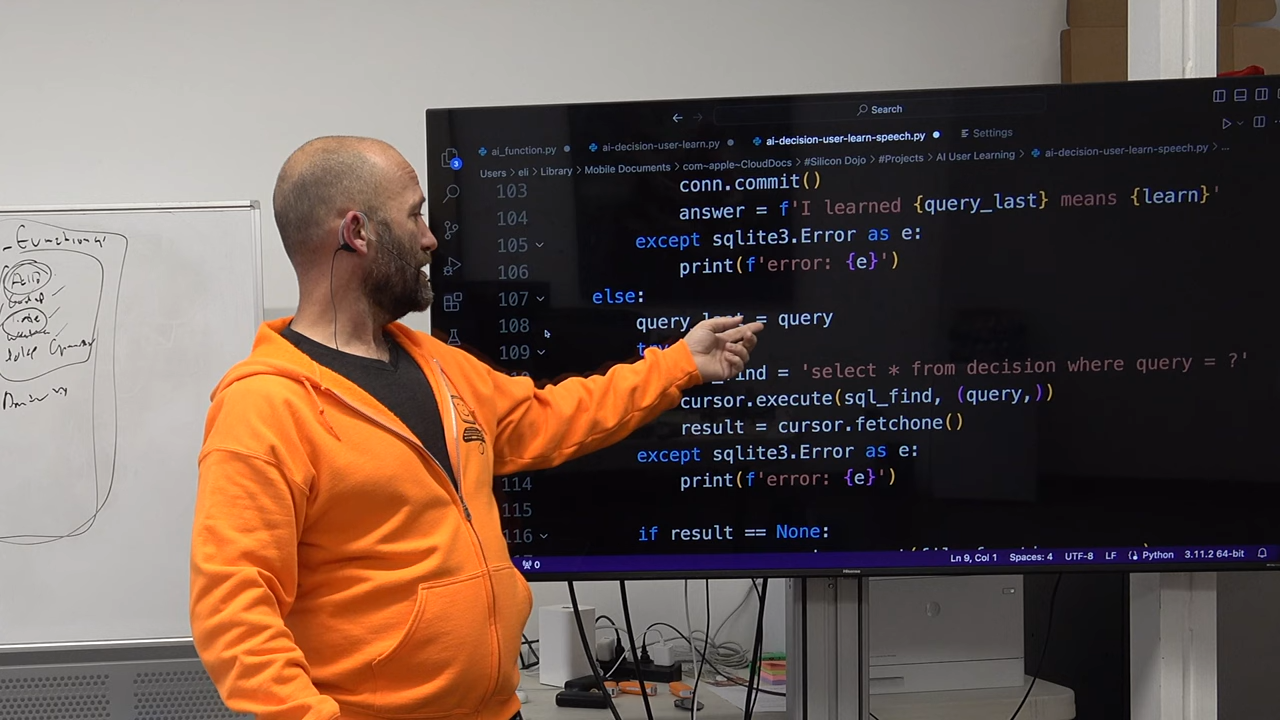 Search
ai_function.py
ai-decision-user-learn.py
ai-decision-user-learn-speech.py
Settings
Users > eli > Library > Mobile Documents > com~apple~CloudDocs > #Silicon Dojo > #Projects > AI User Learning > ai-decision-user-learn-speech.py > ...
103 conn.commit()
104 answer = f'I learned {query_last} means {learn}'
105 except sqlite3.Error as e:
106 print(f'error: {e}')
107 else:
108 = query
109
= 'select * from decision where query = ?'
cursor.execute(sql_find, (query,))
result = cursor.fetchone()
except sqlite3.Error as e:
114 print(f'error: {e}')
115
116 if result == None:
3
0
Ln 9, Col 1 Spaces: 4 UTF-8 LF Python 3.11.2 64-bit
Hisense